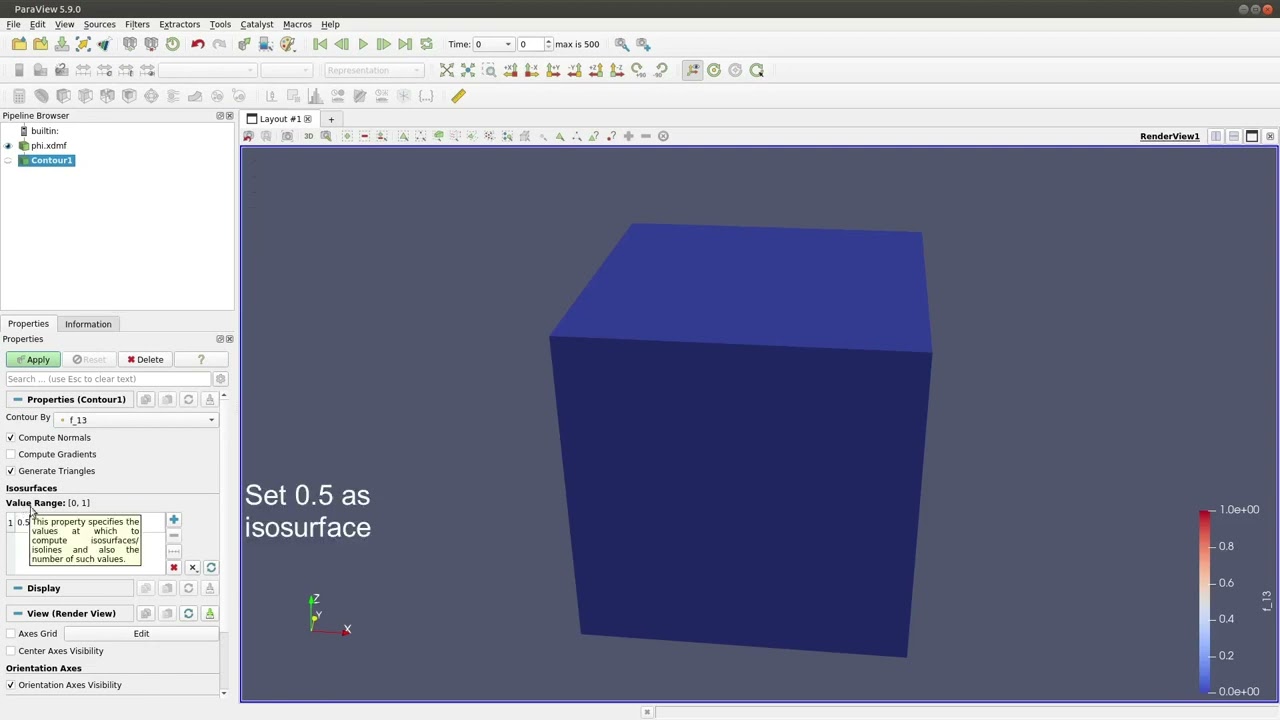 ParaView 5.9.0
File Edit View Sources Filters Extractors Tools Catalyst Macros Help
Time: 0 0 max is 500
Representation
+X -X +Y -Y +Z -Z +90 -90
Pipeline Browser
builtin:
phi.xdmf
Contour1
Layout #1 +
3D
RenderView1
Properties Information
Properties
Apply Reset Delete ?
Search ... (use Esc to clear text)
Properties (Contour1)
Contour By f_13
Compute Normals
Compute Gradients
Generate Triangles
Isosurfaces
Value Range: [0, 1]
1 0.5
This property specifies the
values at which to
compute isosurfaces/
isolines and also the
number of such values.
Display
View (Render View)
Axes Grid Edit
Center Axes Visibility
Orientation Axes
Orientation Axes Visibility
Set 0.5 as
isosurface
Z
Y
X
1.0e+00
0.8
0.6
0.4
0.2
0.0e+00
f_13